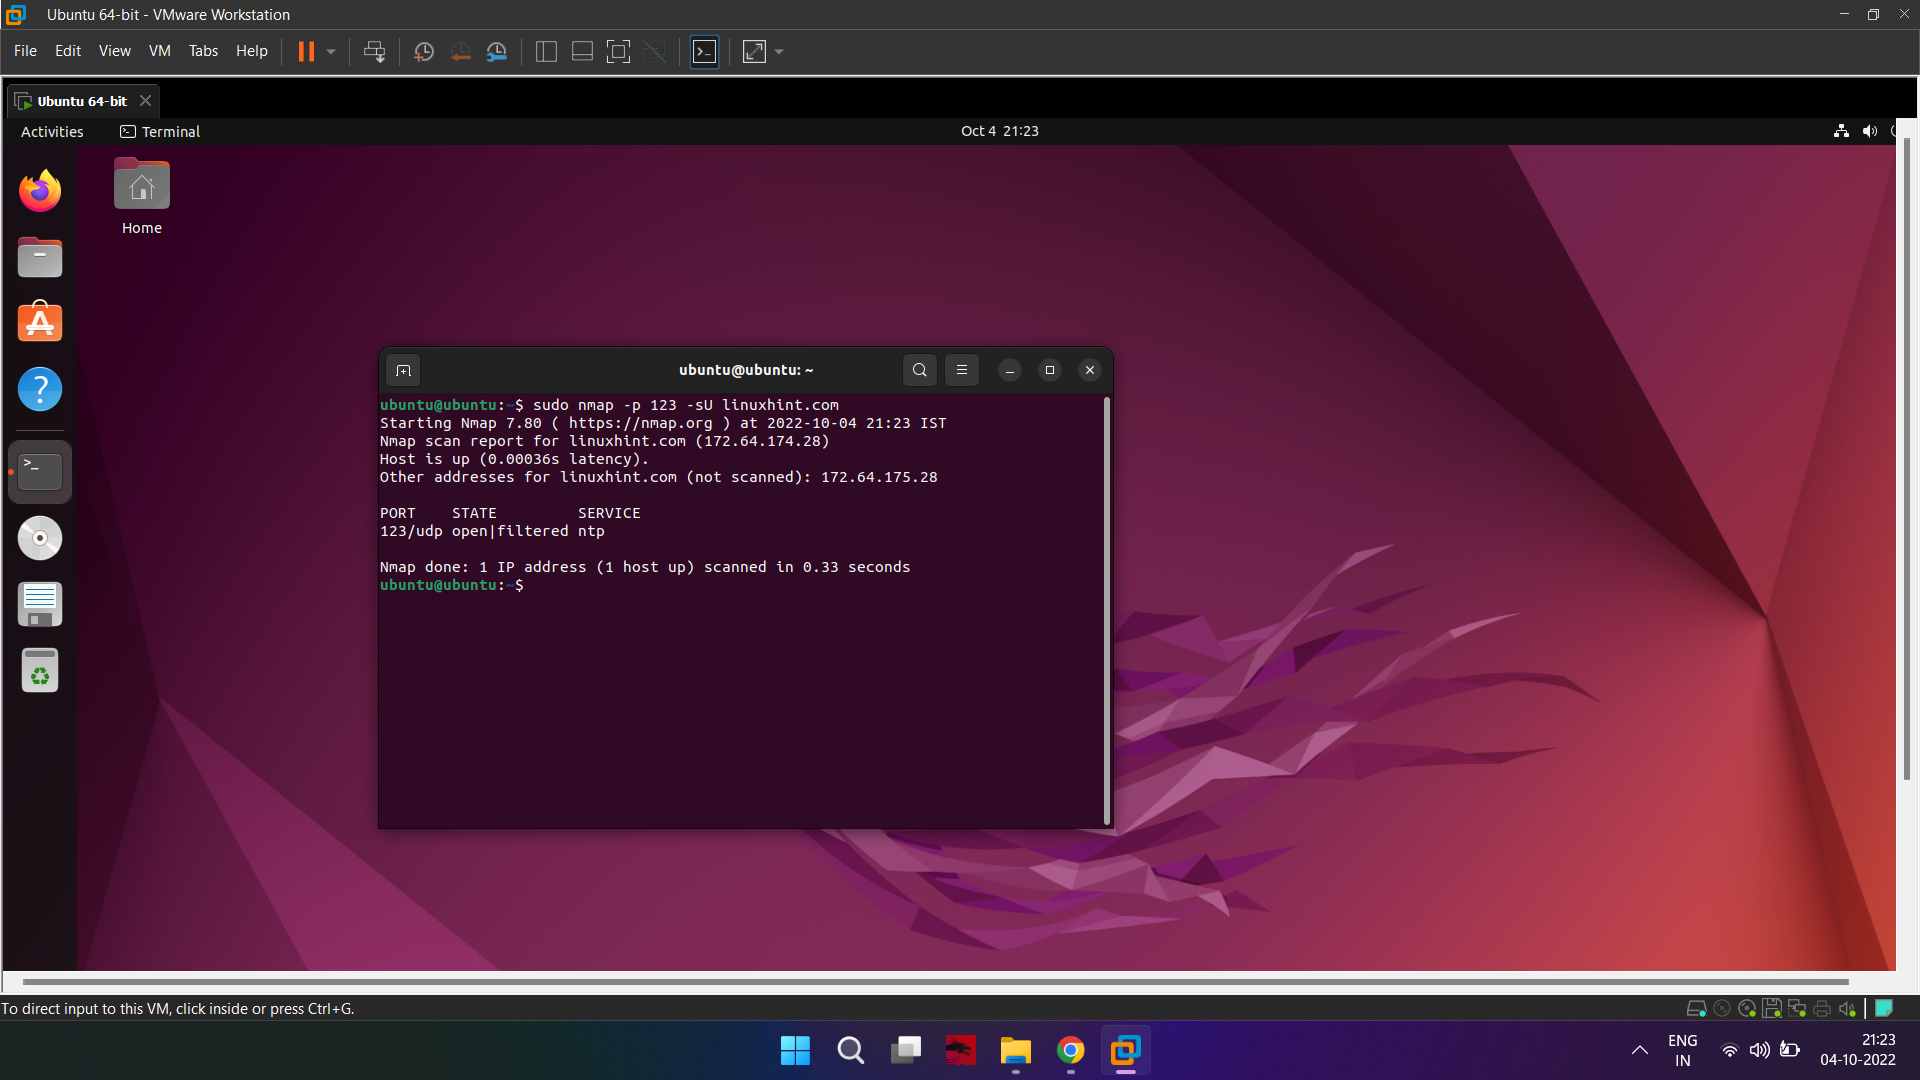 Ubuntu 64-bit - VMware Workstation
File Edit View VM Tabs Help
Ubuntu 64-bit
Activities Terminal Oct 4 21:23
Home
ubuntu@ubuntu: ~
ubuntu@ubuntu:~$ sudo nmap -p 123 -sU linuxhint.com
Starting Nmap 7.80 ( https://nmap.org ) at 2022-10-04 21:23 IST
Nmap scan report for linuxhint.com (172.64.174.28)
Host is up (0.00036s latency).
Other addresses for linuxhint.com (not scanned): 172.64.175.28
PORT STATE SERVICE
123/udp open|filtered ntp
Nmap done: 1 IP address (1 host up) scanned in 0.33 seconds
ubuntu@ubuntu:~$
To direct input to this VM, click inside or press Ctrl+G.
ENG 21:23
IN 04-10-2022